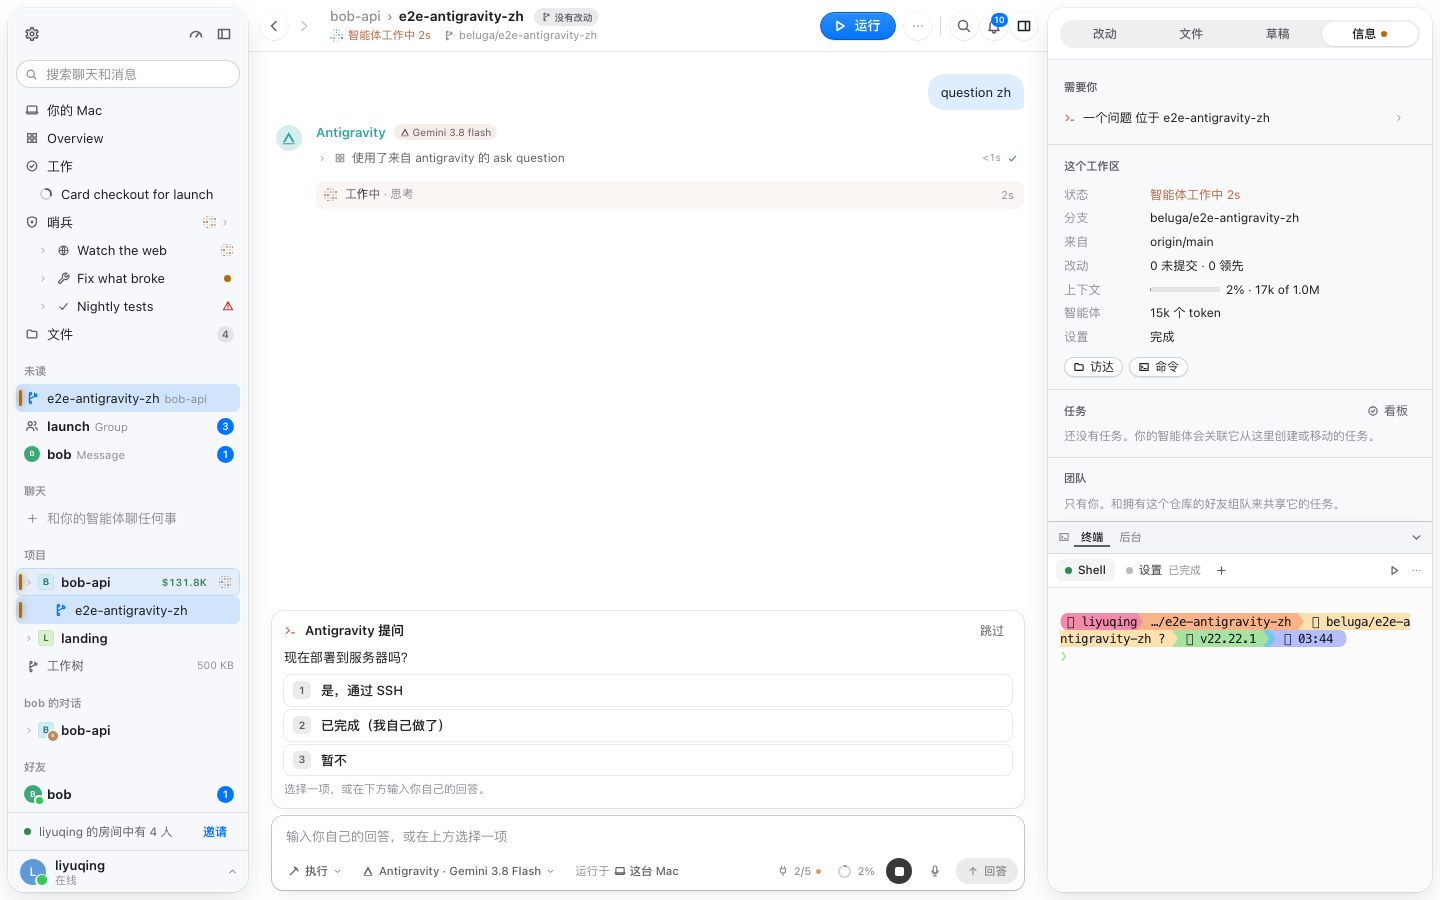 搜索聊天和消息
你的 Mac
Overview
工作
Card checkout for launch
哨兵
Watch the web
Fix what broke
Nightly tests
文件 4
未读
e2e-antigravity-zh bob-api
launch Group 3
B bob Message 1
聊天
和你的智能体聊任何事
项目
B bob-api $131.8K
e2e-antigravity-zh
L landing
工作树 500 KB
bob 的对话
B bob-api
好友
B bob 1
liyuqing 的房间中有 4 人 邀请
L liyuqing
在线
bob-api › e2e-antigravity-zh 没有改动
智能体工作中 2s beluga/e2e-antigravity-zh
运行
10
question zh
Antigravity Gemini 3.8 flash
使用了来自 antigravity 的 ask question <1s
工作中 · 思考 2s
Antigravity 提问 跳过
现在部署到服务器吗?
1 是，通过 SSH
2 已完成（我自己做了）
3 暂不
选择一项，或在下方输入你自己的回答。
输入你自己的回答，或在上方选择一项
执行 Antigravity · Gemini 3.8 Flash 运行于 这台 Mac 2/5 2% 回答
改动 文件 草稿 信息
需要你
一个问题 位于 e2e-antigravity-zh
这个工作区
状态 智能体工作中 2s
分支 beluga/e2e-antigravity-zh
来自 origin/main
改动 0 未提交 · 0 领先
上下文 2% · 17k of 1.0M
智能体 15k 个 token
设置 完成
访达 命令
任务 看板
还没有任务。你的智能体会关联它从这里创建或移动的任务。
团队
只有你。和拥有这个仓库的好友组队来共享它的任务。
终端 后台
Shell 设置 已完成
liyuqing …/e2e-antigravity-zh beluga/e2e-a
ntigravity-zh ? v22.22.1 03:44
❯